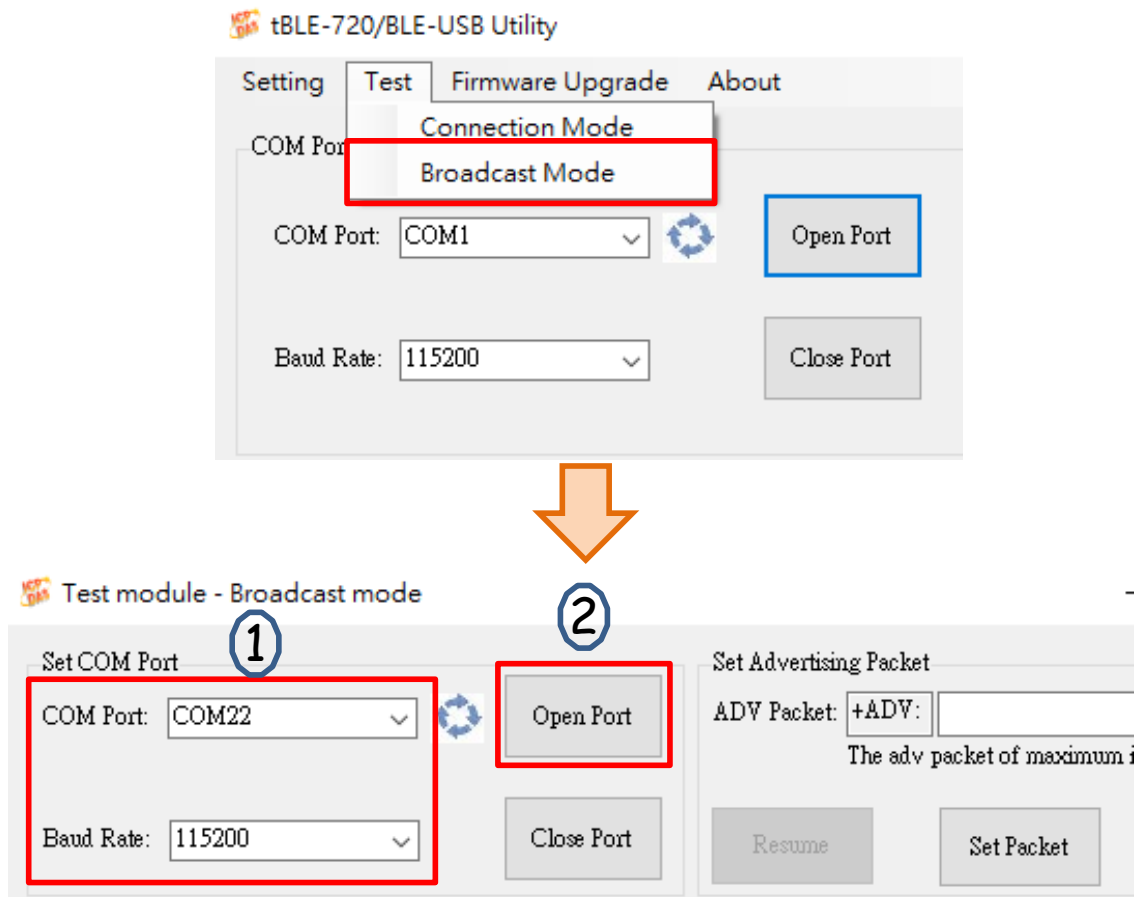 tBLE-720/BLE-USB Utility
Setting Test Firmware Upgrade About
Connection Mode
COM Por
Broadcast Mode
COM Port: COM1 Open Port
Baud Rate: 115200 Close Port
Test module - Broadcast mode
1 2
Set COM Port Set Advertising Packet
COM Port: COM22 Open Port ADV Packet: +ADV:
The adv packet of maximum
Baud Rate: 115200 Close Port Resume Set Packet